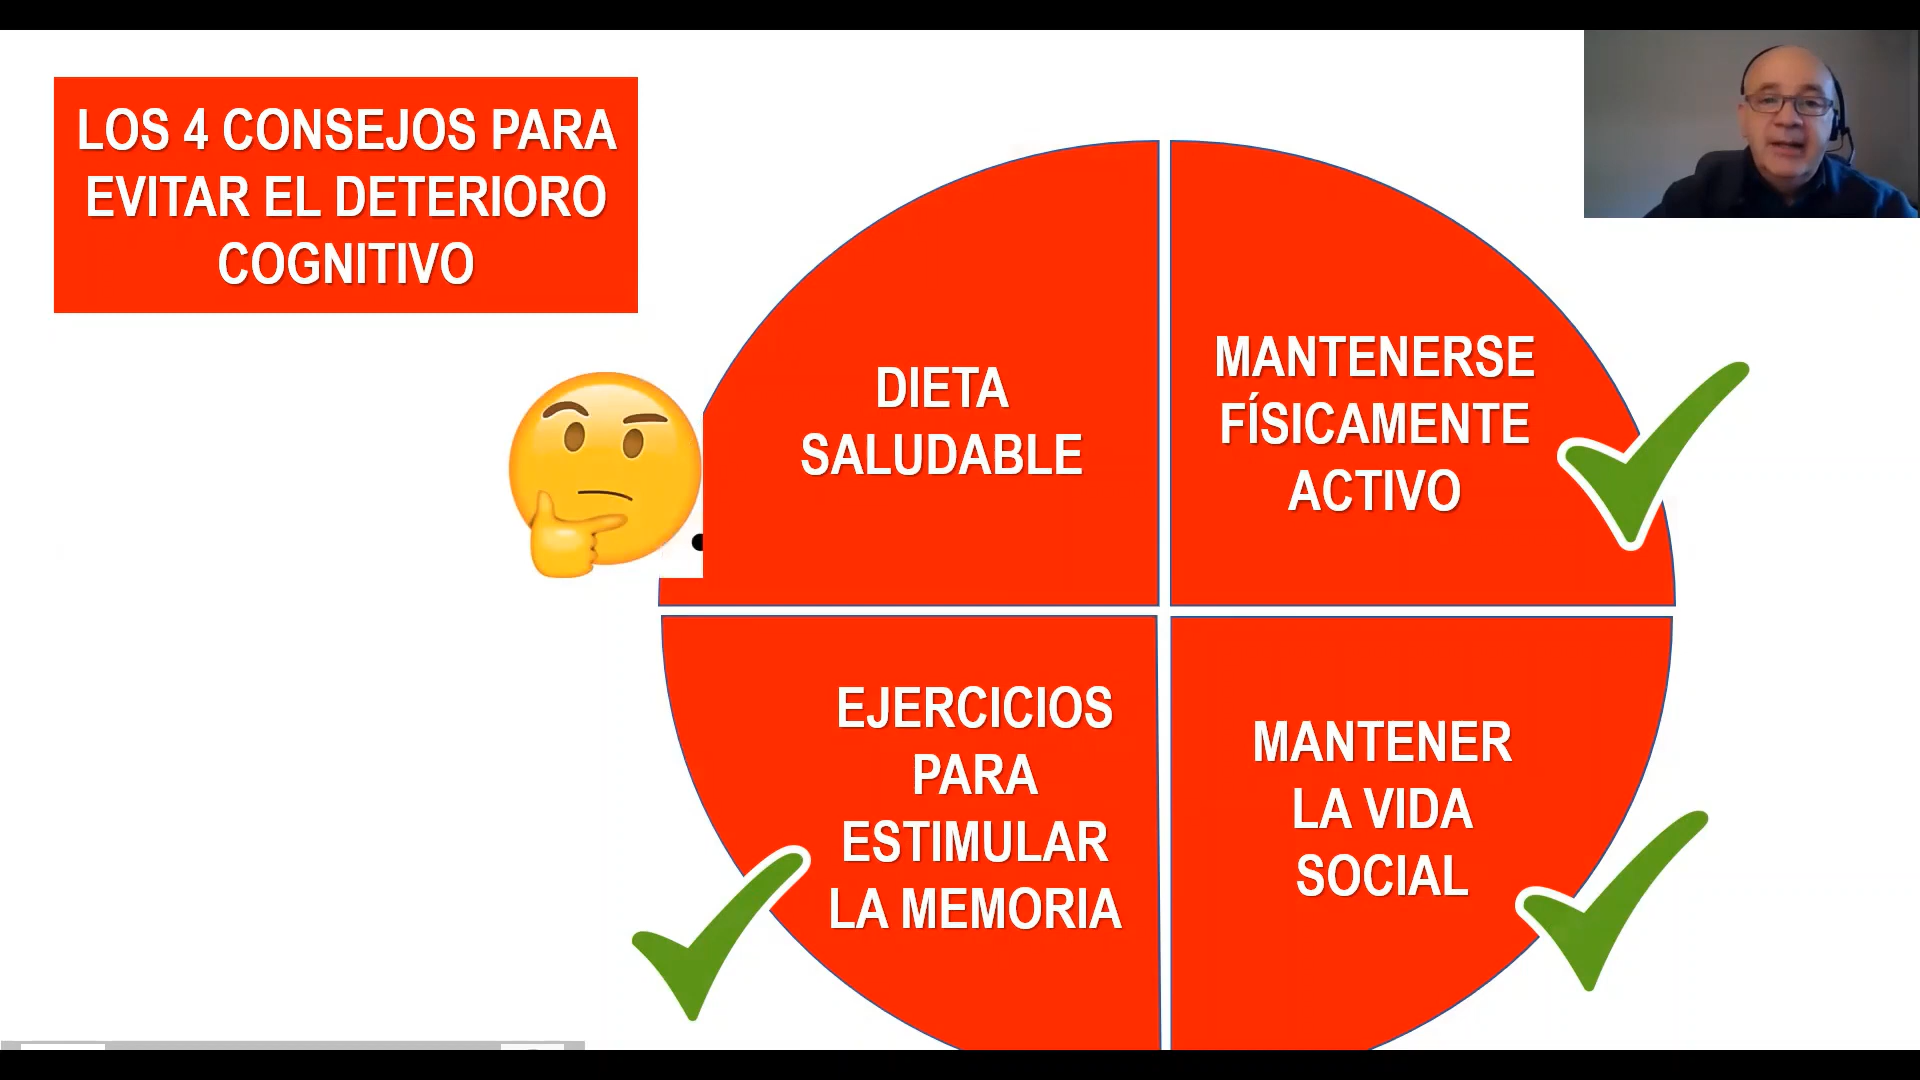 LOS 4 CONSEJOS PARA
EVITAR EL DETERIORO
COGNITIVO
DIETA
SALUDABLE
MANTENERSE
FÍSICAMENTE
ACTIVO
EJERCICIOS
PARA
ESTIMULAR
LA MEMORIA
MANTENER
LA VIDA
SOCIAL